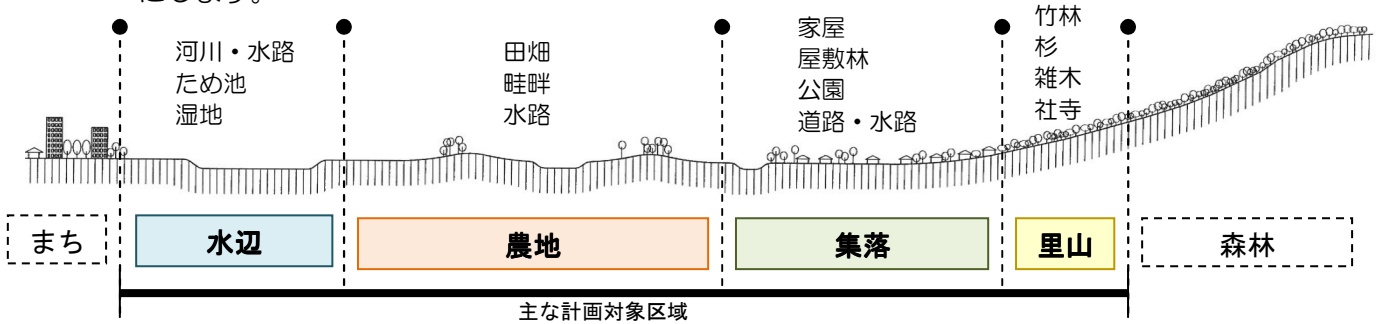 にします。
河川・水路
ため池
湿地
田畑
畦畔
水路
家屋
屋敷林
公園
道路・水路
竹林
杉
雑木
社寺
まち
水辺
農地
集落
里山
森林
主な計画対象区域